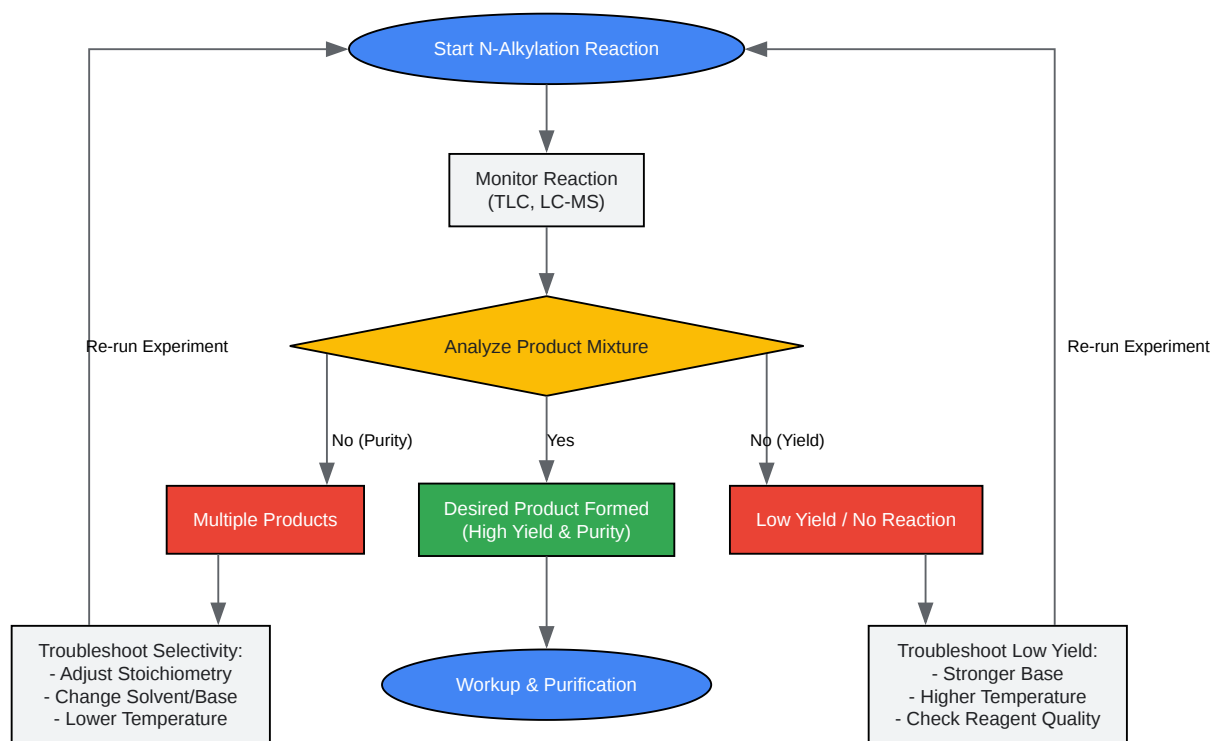 Start N-Alkylation Reaction
Monitor Reaction
(TLC, LC-MS)
Re-run Experiment
Analyze Product Mixture
Re-run Experiment
No (Purity)
Yes
No (Yield)
Multiple Products
Desired Product Formed
(High Yield & Purity)
Low Yield / No Reaction
Troubleshoot Selectivity:
- Adjust Stoichiometry
- Change Solvent/Base
- Lower Temperature
Workup & Purification
Troubleshoot Low Yield:
- Stronger Base
- Higher Temperature
- Check Reagent Quality